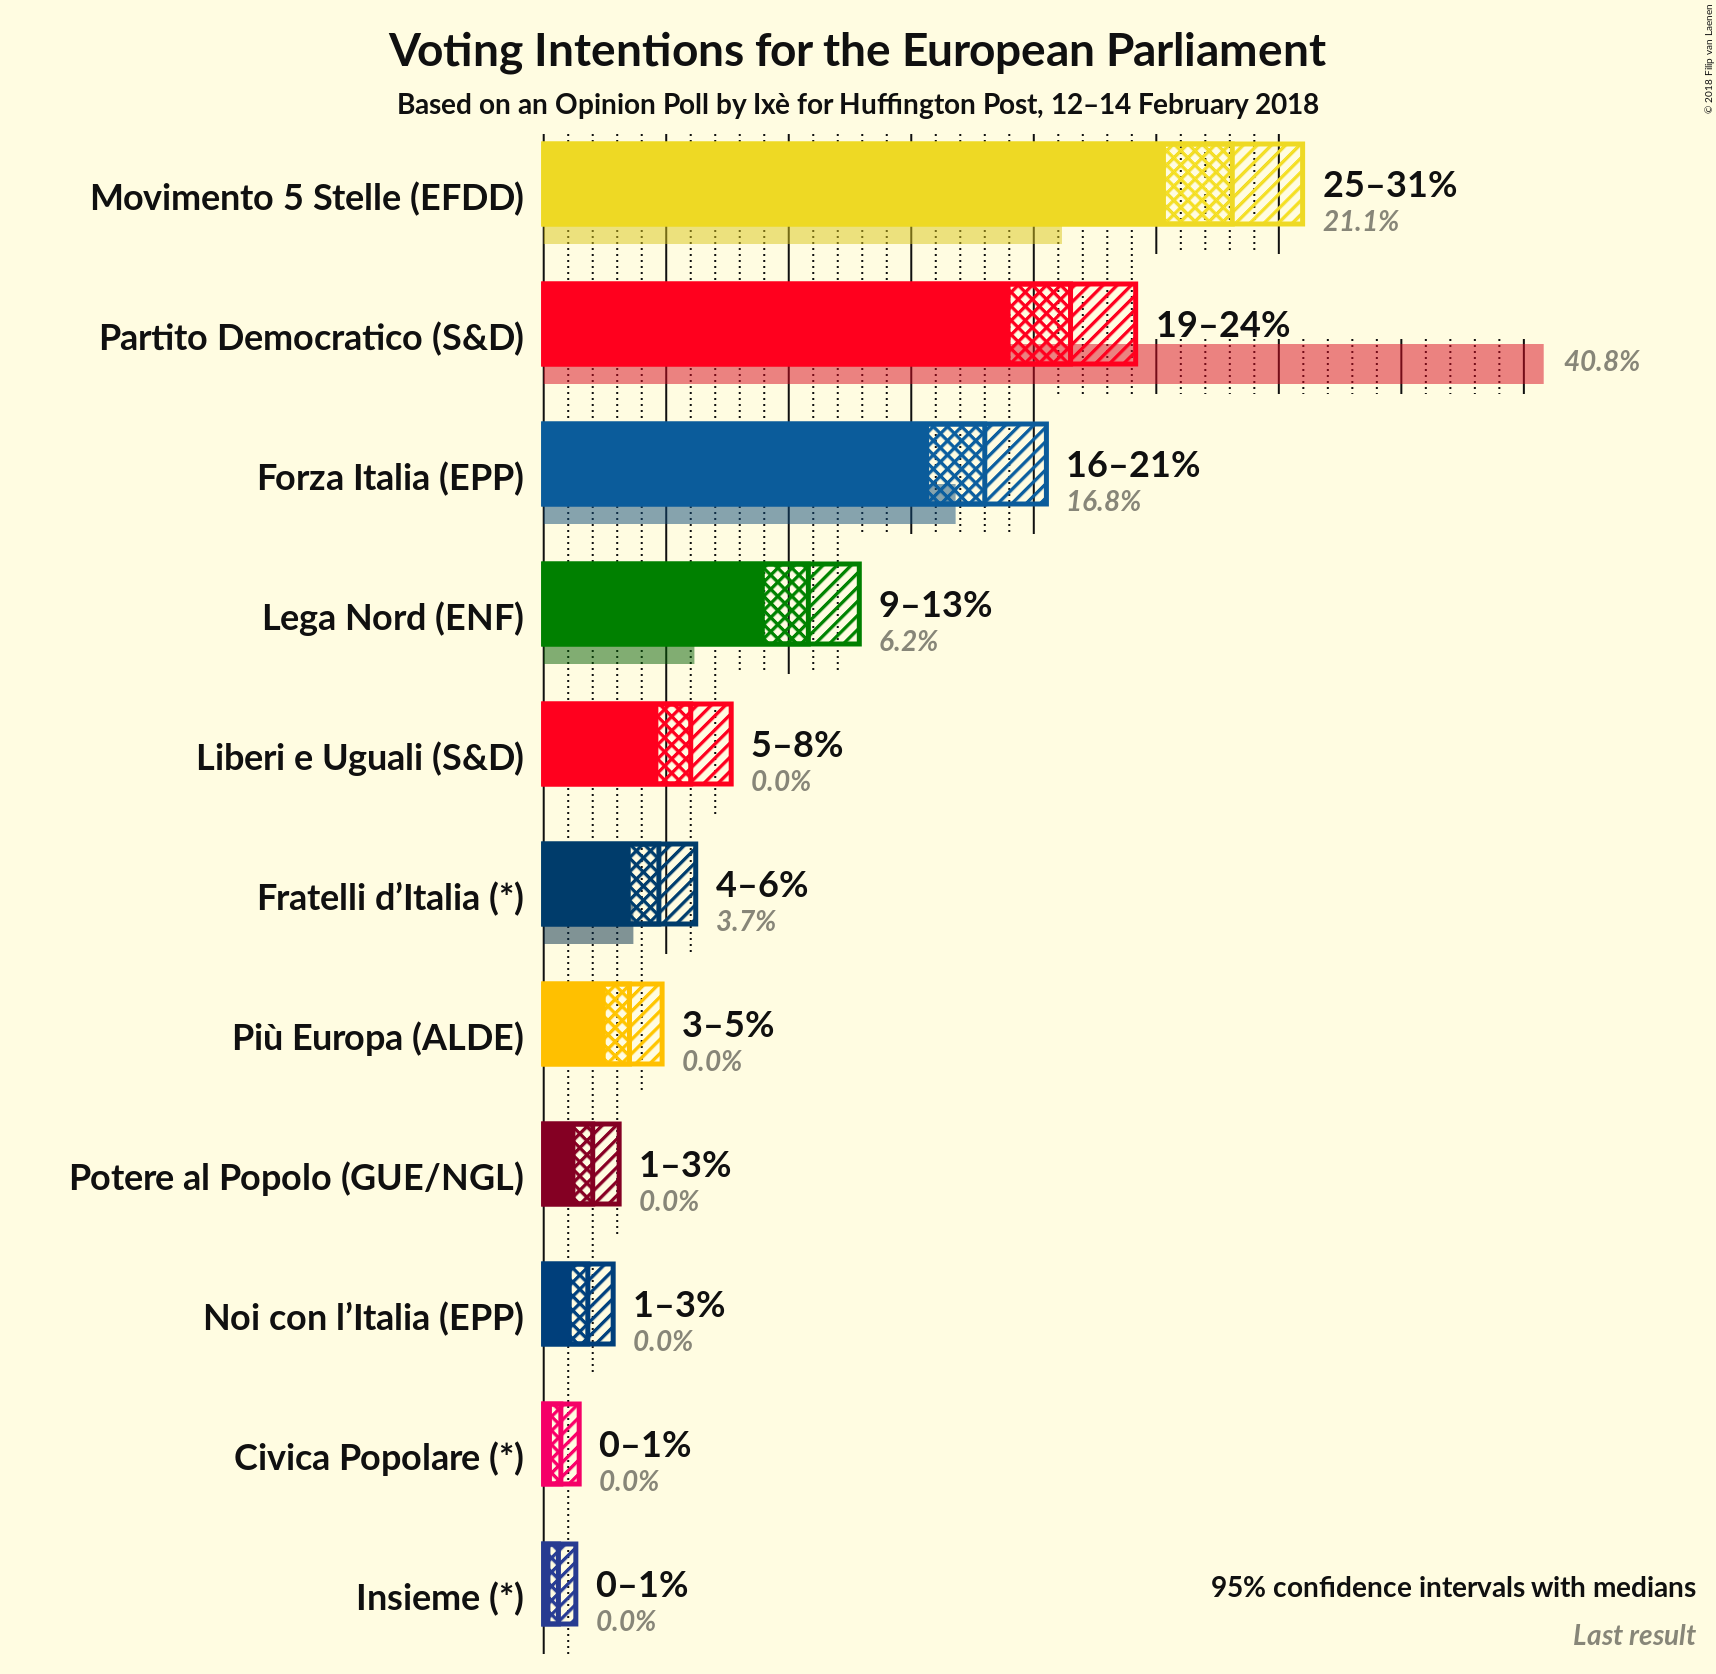 Voting Intentions for the European Parliament
Based on an Opinion Poll by Ixè for Huffington Post, 12–14 February 2018
© 2018 Filip van Laenen
Movimento 5 Stelle (EFDD)
25–31%
21.1%
Partito Democratico (S&D)
19–24%
40.8%
Forza Italia (EPP)
16–21%
16.8%
Lega Nord (ENF)
9–13%
6.2%
Liberi e Uguali (S&D)
5–8%
0.0%
Fratelli d’Italia (*)
4–6%
3.7%
Più Europa (ALDE)
3–5%
0.0%
Potere al Popolo (GUE/NGL)
1–3%
0.0%
Noi con l’Italia (EPP)
1–3%
0.0%
Civica Popolare (*)
0–1%
0.0%
Insieme (*)
0–1%
0.0%
95% confidence intervals with medians
Last result